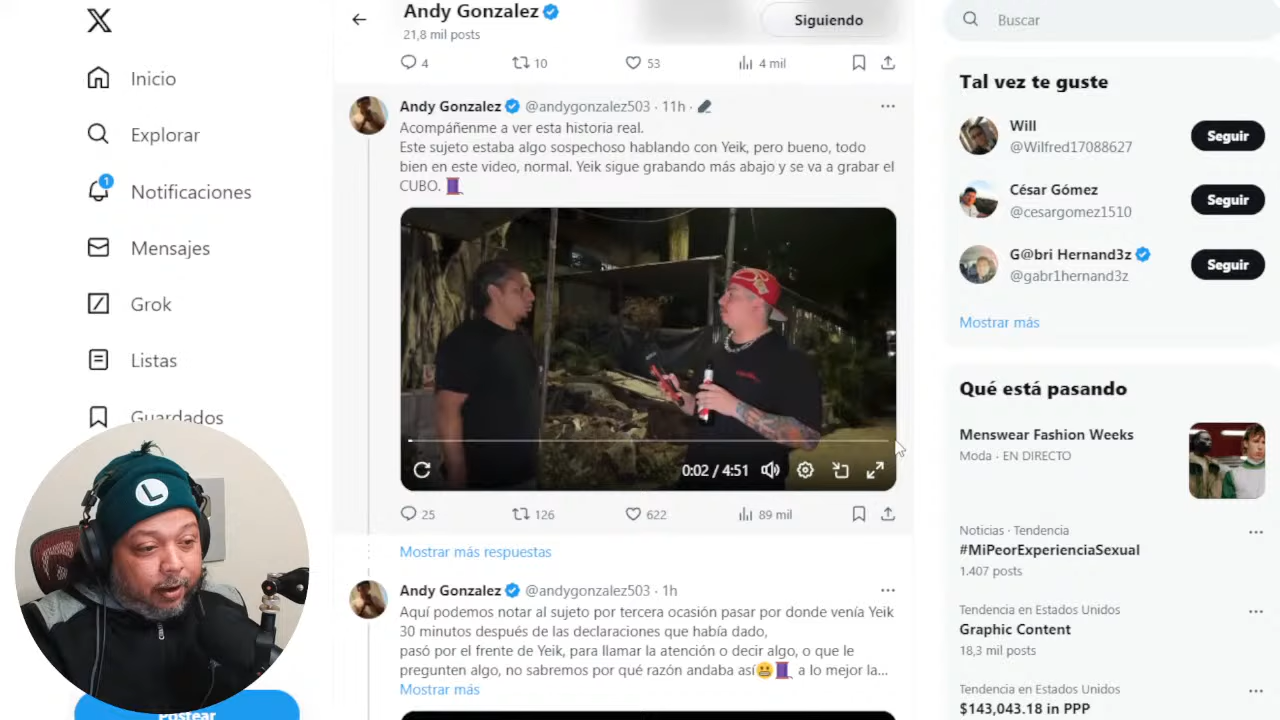 Inicio
Explorar
1
Notificaciones
Mensajes
Grok
Listas
Guardados
Postear
Andy Gonzalez
21,8 mil posts
Siguiendo
4
10
53
4 mil
Andy Gonzalez @andygonzalez503 · 11h ·
Acompáñenme a ver esta historia real.
Este sujeto estaba algo sospechoso hablando con Yeik, pero bueno, todo
bien en este video, normal. Yeik sigue grabando más abajo y se va a grabar el
CUBO. 🧵
0:02 / 4:51
25
126
622
89 mil
Mostrar más respuestas
Andy Gonzalez @andygonzalez503 · 1h
Aquí podemos notar al sujeto por tercera ocasión pasar por donde venía Yeik
30 minutos después de las declaraciones que había dado,
pasó por el frente de Yeik, para llamar la atención o decir algo, o que le
pregunten algo, no sabremos por qué razón andaba así😬🧵 a lo mejor la...
Mostrar más
Buscar
Tal vez te guste
Will
@Wilfred17088627
Seguir
César Gómez
@cesargomez1510
Seguir
G@bri Hernand3z
@gabr1hernand3z
Seguir
Mostrar más
Qué está pasando
Menswear Fashion Weeks
Moda · EN DIRECTO
Noticias · Tendencia
#MiPeorExperienciaSexual
1.407 posts
Tendencia en Estados Unidos
Graphic Content
18,3 mil posts
Tendencia en Estados Unidos
$143,043.18 in PPP
L